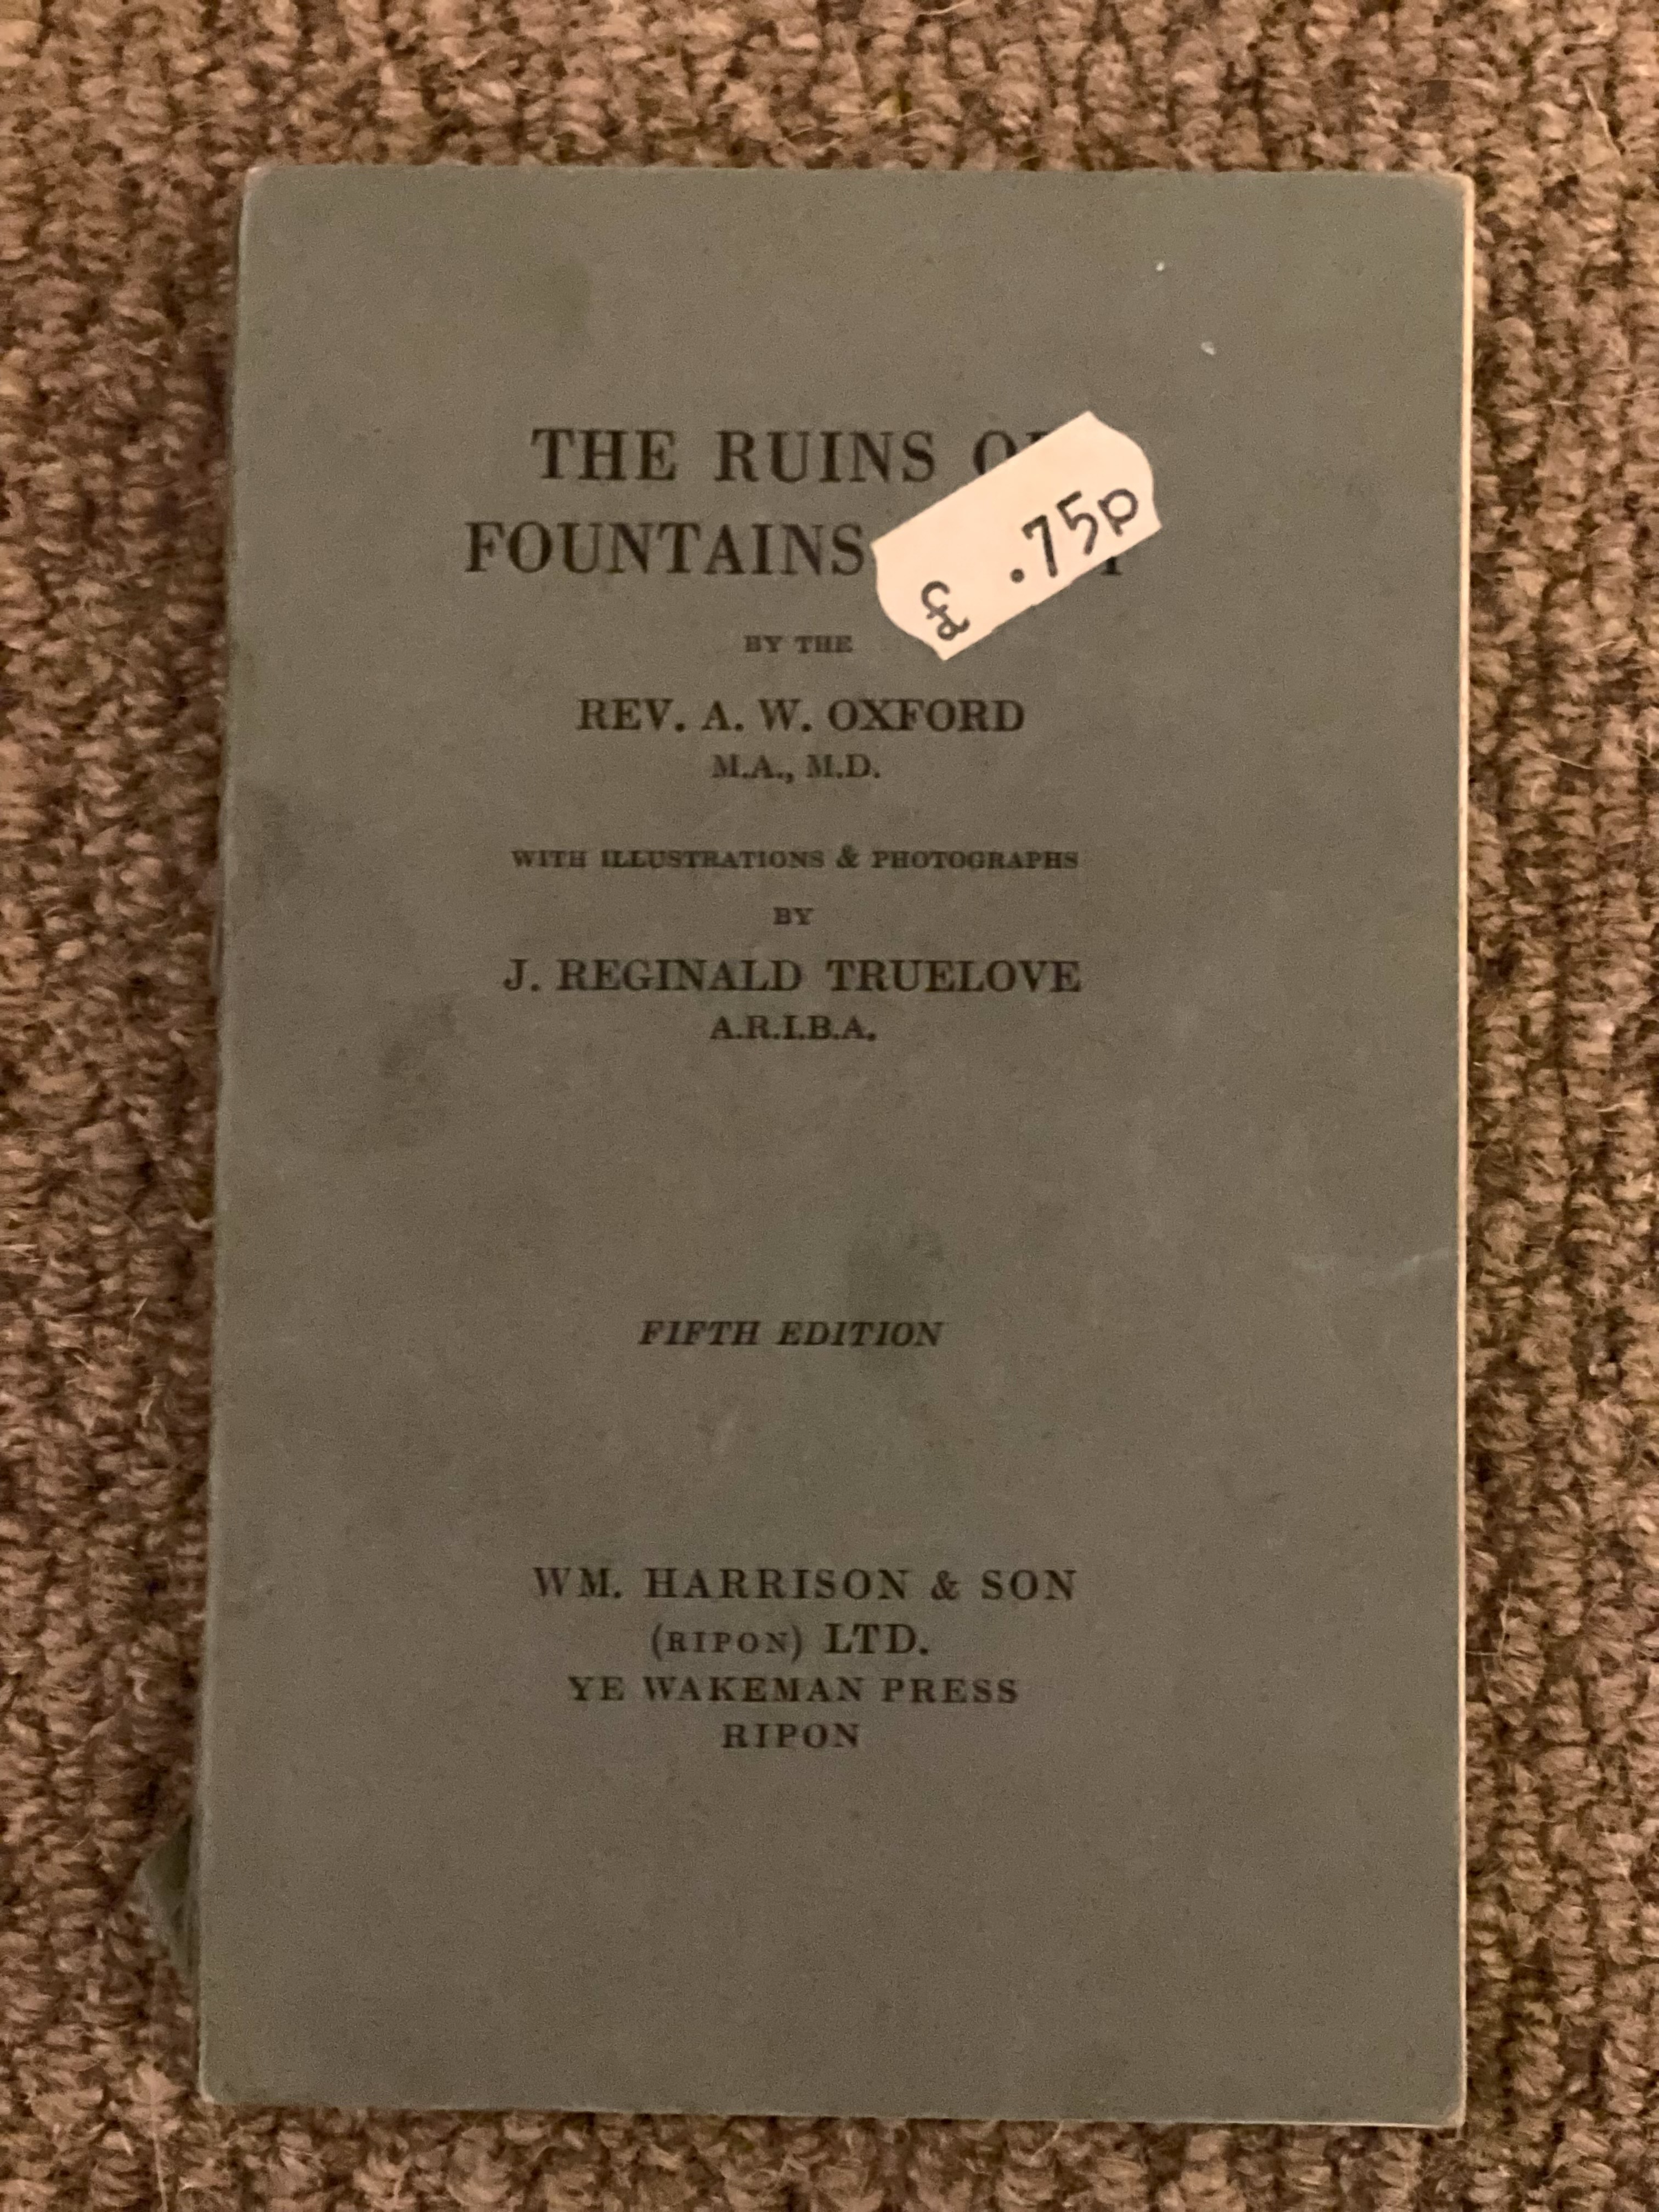 THE RUINS OF
FOUNTAINS
£ .75p
BY THE
REV. A. W. OXFORD
M.A., M.D.
WITH ILLUSTRATIONS & PHOTOGRAPHS
BY
J. REGINALD TRUELOVE
A.R.I.B.A.
FIFTH EDITION
WM. HARRISON & SON
(RIPON) LTD.
YE WAKEMAN PRESS
RIPON